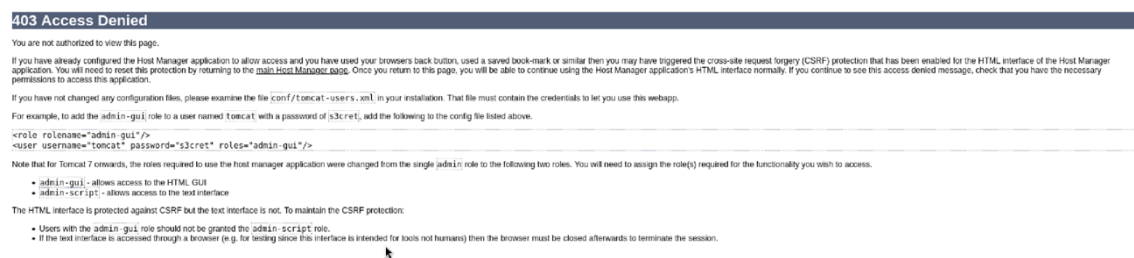 403 Access Denied
You are not authorized to view this page.
If you have already configured the Host Manager application to allow access and you have used your browsers back button, used a saved book-mark or similar then you may have triggered the cross-site request forgery (CSRF) protection that has been enabled for the HTML interface of the Host Manager
application. You will need to reset this protection by returning to the main Host Manager page. Once you return to this page, you will be able to continue using the Host Manager application's HTML interface normally. If you continue to see this access denied message, check that you have the necessary
permissions to access this application.
If you have not changed any configuration files, please examine the file conf/tomcat-users.xml in your installation. That file must contain the credentials to let you use this webapp.
For example, to add the admin-gui role to a user named tomcat with a password of s3cret, add the following to the config file listed above.
<role rolename="admin-gui"/>
<user username="tomcat" password="s3cret" roles="admin-gui"/>
Note that for Tomcat 7 onwards, the roles required to use the host manager application were changed from the single admin role to the following two roles. You will need to assign the role(s) required for the functionality you wish to access.
• admin-gui - allows access to the HTML GUI
• admin-script - allows access to the text interface
The HTML interface is protected against CSRF but the text interface is not. To maintain the CSRF protection:
• Users with the admin-gui role should not be granted the admin-script role.
• If the text interface is accessed through a browser (e.g. for testing since this interface is intended for tools not humans) then the browser must be closed afterwards to terminate the session.